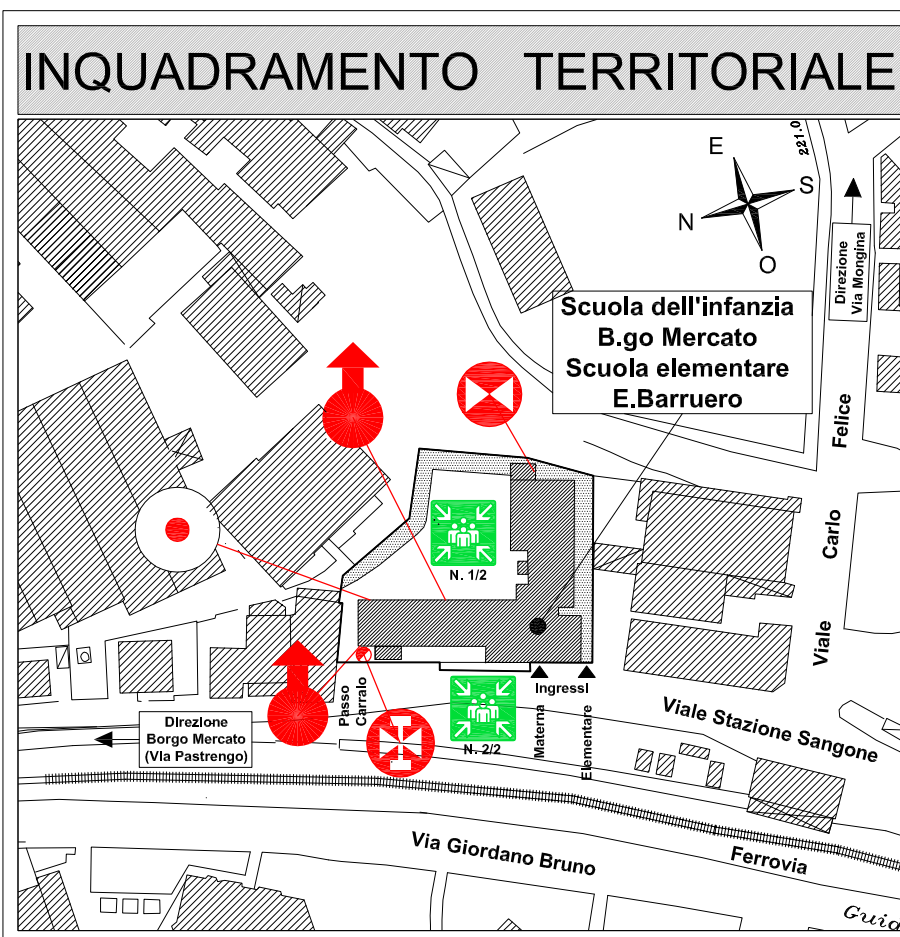 INQUADRAMENTO TERRITORIALE
221.0
E
S
N
O
Direzione
Via Mongina
Scuola dell'infanzia
B.go Mercato
Scuola elementare
E.Barruero
Viale Carlo Felice
N. 1/2
Ingressi
Materna
Elementare
Passo
Carraio
N. 2/2
Direzione
Borgo Mercato
(Via Pastrengo)
Viale Stazione Sangone
Via Giordano Bruno
Ferrovia